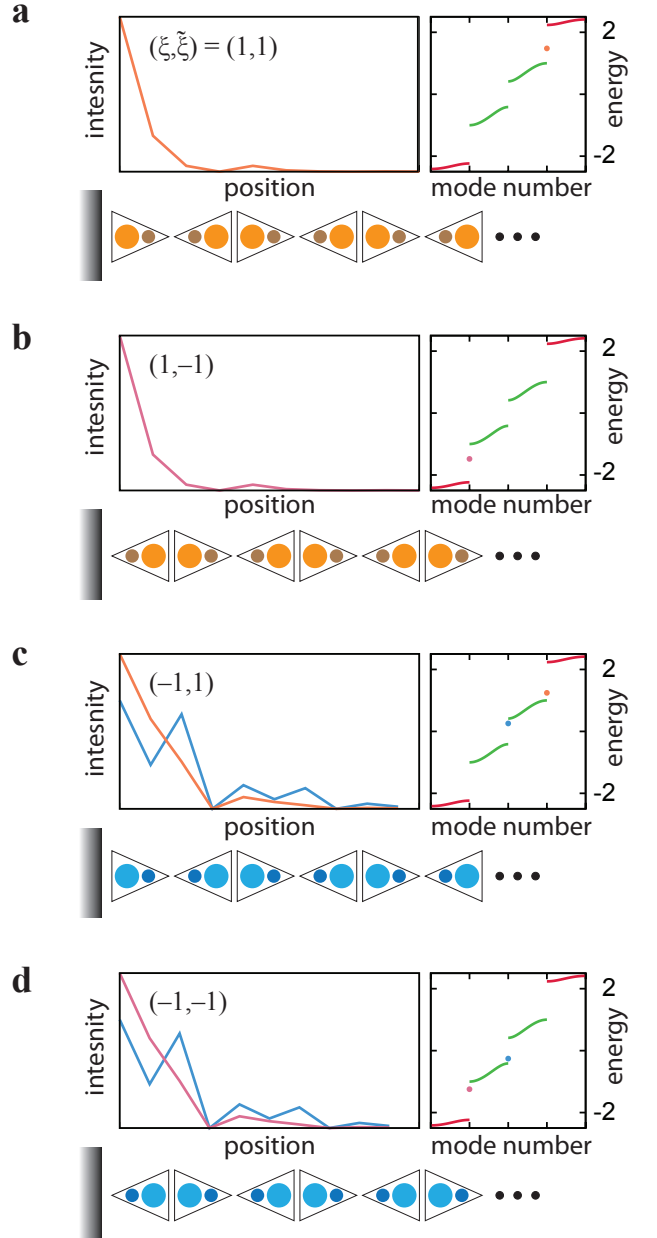 a
(ξ,ξ̃) = (1,1)
intesnity
position
2
-2
energy
mode number
b
(1,–1)
intesnity
position
2
-2
energy
mode number
c
(–1,1)
intesnity
position
2
-2
energy
mode number
d
(–1,–1)
intesnity
position
2
-2
energy
mode number